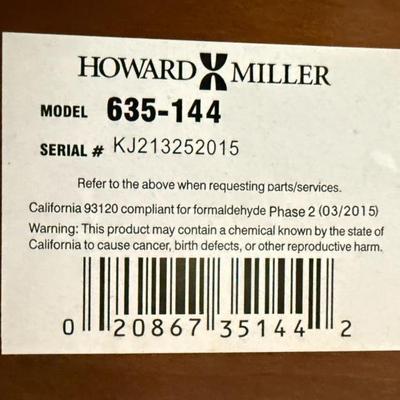 HOWARD MILLER
MODEL 635-144
SERIAL # KJ213252015
Refer to the above when requesting parts/services.
California 93120 compliant for formaldehyde Phase 2 (03/2015)
Warning: This product may contain a chemical known by the state of
California to cause cancer, birth defects, or other reproductive harm.
0 20867 35144 2